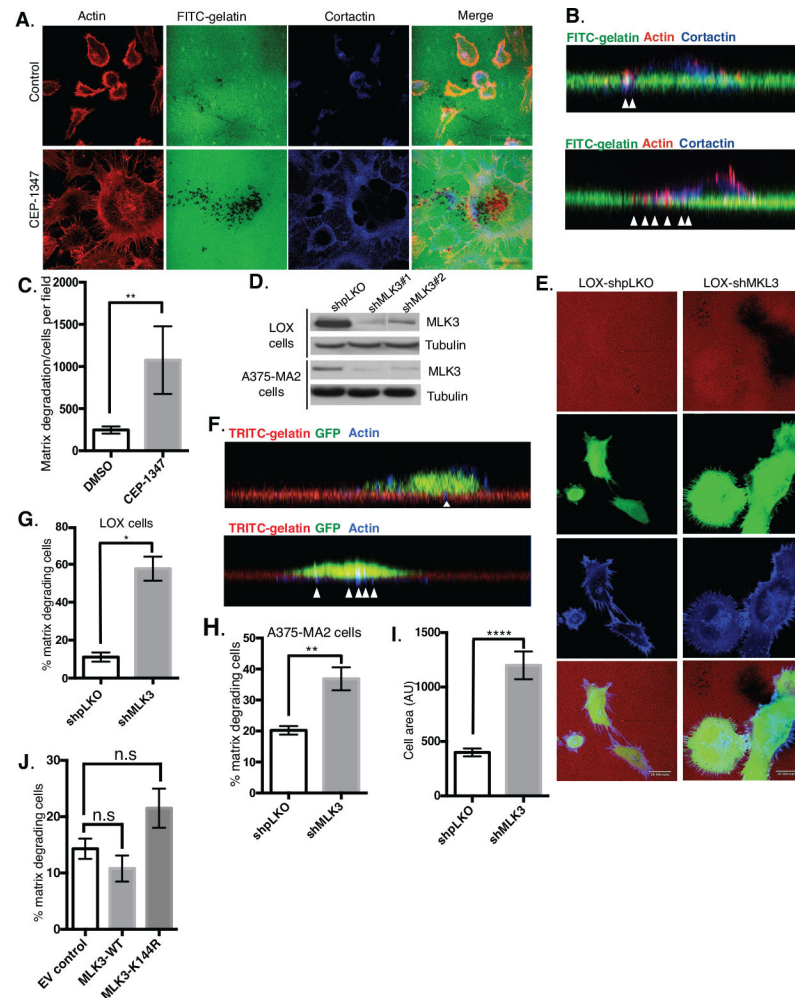 A.
Actin
FITC-gelatin
Cortactin
Merge
Control
CEP-1347
B.
FITC-gelatin Actin Cortactin
FITC-gelatin Actin Cortactin
C.
Matrix degradation/cells per field
2000
1500
1000
500
0
**
DMSO
CEP-1347
D.
shpLKO
shMLK3#1
shMLK3#2
LOX
cells
MLK3
Tubulin
A375-MA2
cells
MLK3
Tubulin
E.
LOX-shpLKO
LOX-shMKL3
F.
TRITC-gelatin GFP Actin
TRITC-gelatin GFP Actin
G.
LOX cells
% matrix degrading cells
80
60
40
20
0
*
shpLKO
shMLK3
H.
A375-MA2 cells
% matrix degrading cells
50
40
30
20
10
0
**
shpLKO
shMLK3
I.
Cell area (AU)
1500
1000
500
0
****
shpLKO
shMLK3
J.
% matrix degrading cells
30
20
10
0
n.s
n.s
EV control
MLK3-WT
MLK3-K144R